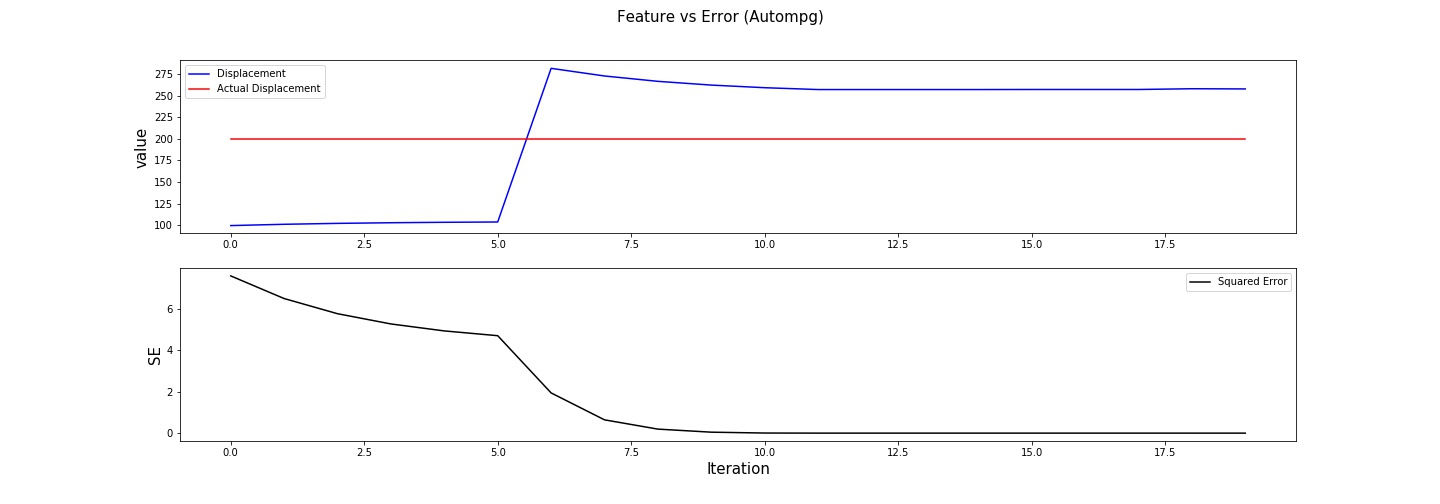 Feature vs Error (Autompg)
Displacement
Actual Displacement
value
275
250
225
200
175
150
125
100
0.0 2.5 5.0 7.5 10.0 12.5 15.0 17.5
Squared Error
SE
6
4
2
0
0.0 2.5 5.0 7.5 10.0 12.5 15.0 17.5
Iteration